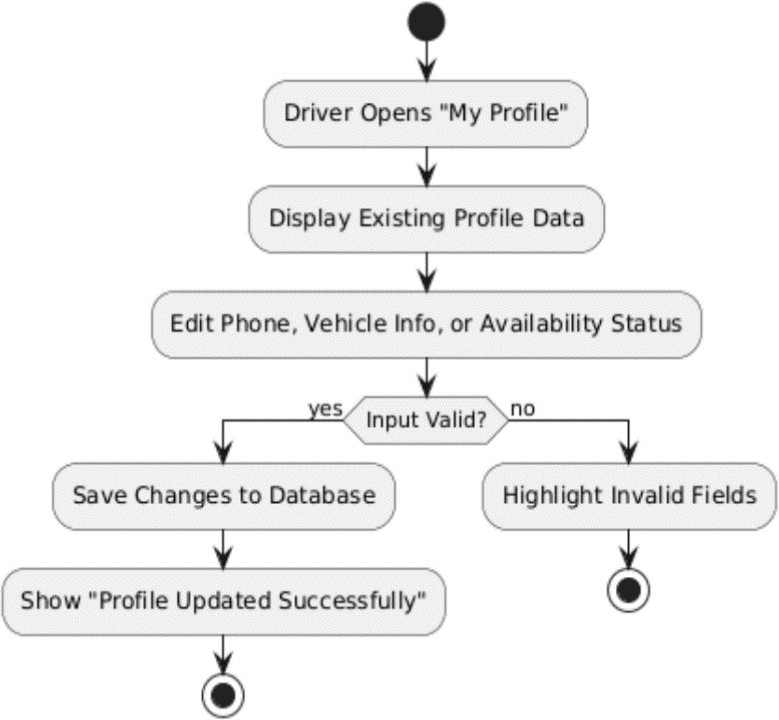 Driver Opens "My Profile"
Display Existing Profile Data
Edit Phone, Vehicle Info, or Availability Status
yes
Input Valid?
no
Save Changes to Database
Highlight Invalid Fields
Show "Profile Updated Successfully"